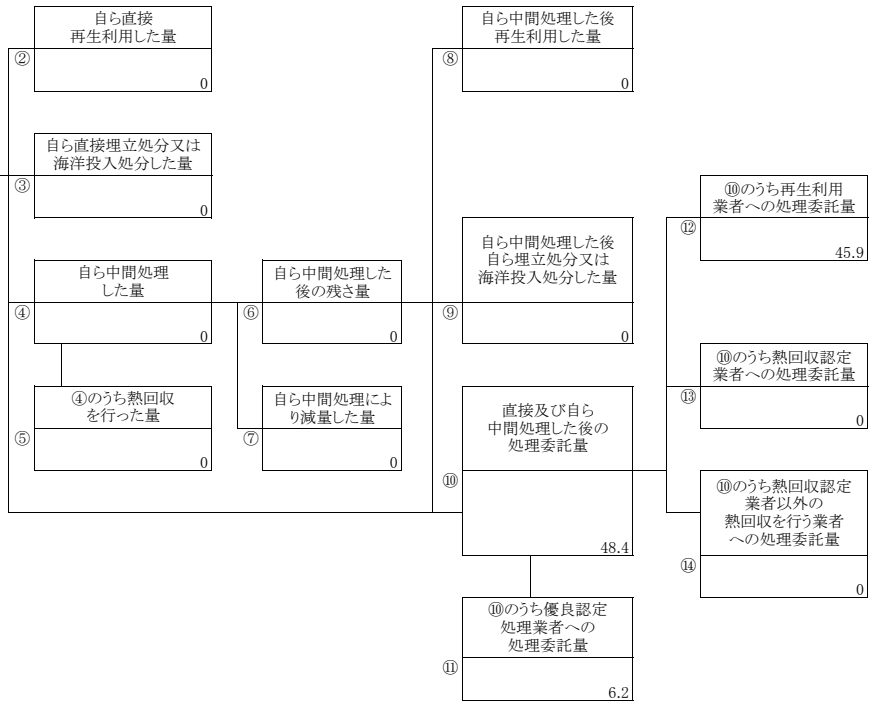 自ら直接
再生利用した量
②
0
自ら直接埋立処分又は
海洋投入処分した量
③
0
自ら中間処理
した量
④
0
④のうち熱回収
を行った量
⑤
0
自ら中間処理した
後の残さ量
⑥
0
自ら中間処理によ
り減量した量
⑦
0
自ら中間処理した後
再生利用した量
⑧
0
自ら中間処理した後
自ら埋立処分又は
海洋投入処分した量
⑨
0
直接及び自ら
中間処理した後の
処理委託量
⑩
48.4
⑩のうち優良認定
処理業者への
処理委託量
⑪
6.2
⑩のうち再生利用
業者への処理委託量
⑫
45.9
⑩のうち熱回収認定
業者への処理委託量
⑬
0
⑩のうち熱回収認定
業者以外の
熱回収を行う業者
への処理委託量
⑭
0